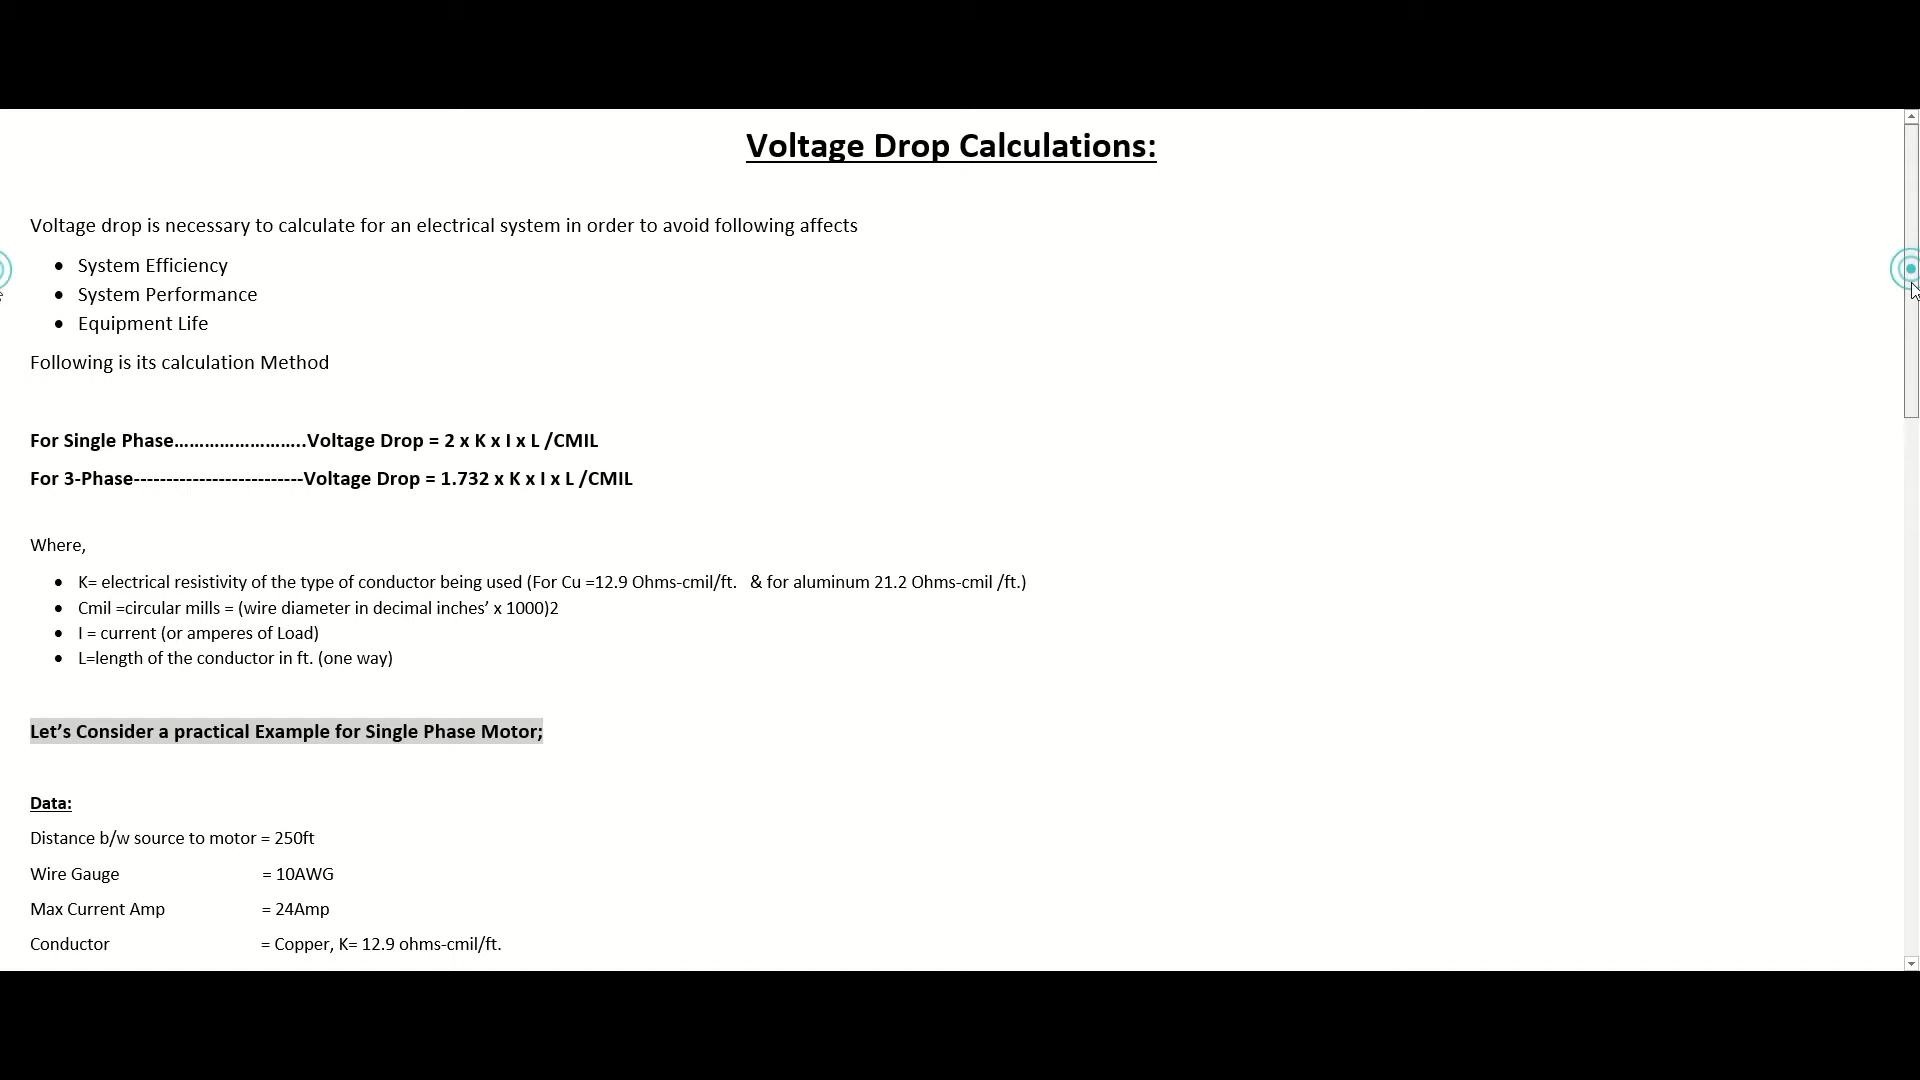 Voltage Drop Calculations:
Voltage drop is necessary to calculate for an electrical system in order to avoid following affects
• System Efficiency
• System Performance
• Equipment Life
Following is its calculation Method
For Single Phase……………………..Voltage Drop = 2 x K x I x L /CMIL
For 3-Phase--------------------------Voltage Drop = 1.732 x K x I x L /CMIL
Where,
• K= electrical resistivity of the type of conductor being used (For Cu =12.9 Ohms-cmil/ft. & for aluminum 21.2 Ohms-cmil /ft.)
• Cmil =circular mills = (wire diameter in decimal inches’ x 1000)2
• I = current (or amperes of Load)
• L=length of the conductor in ft. (one way)
Let’s Consider a practical Example for Single Phase Motor;
Data:
Distance b/w source to motor = 250ft
Wire Gauge = 10AWG
Max Current Amp = 24Amp
Conductor = Copper, K= 12.9 ohms-cmil/ft.